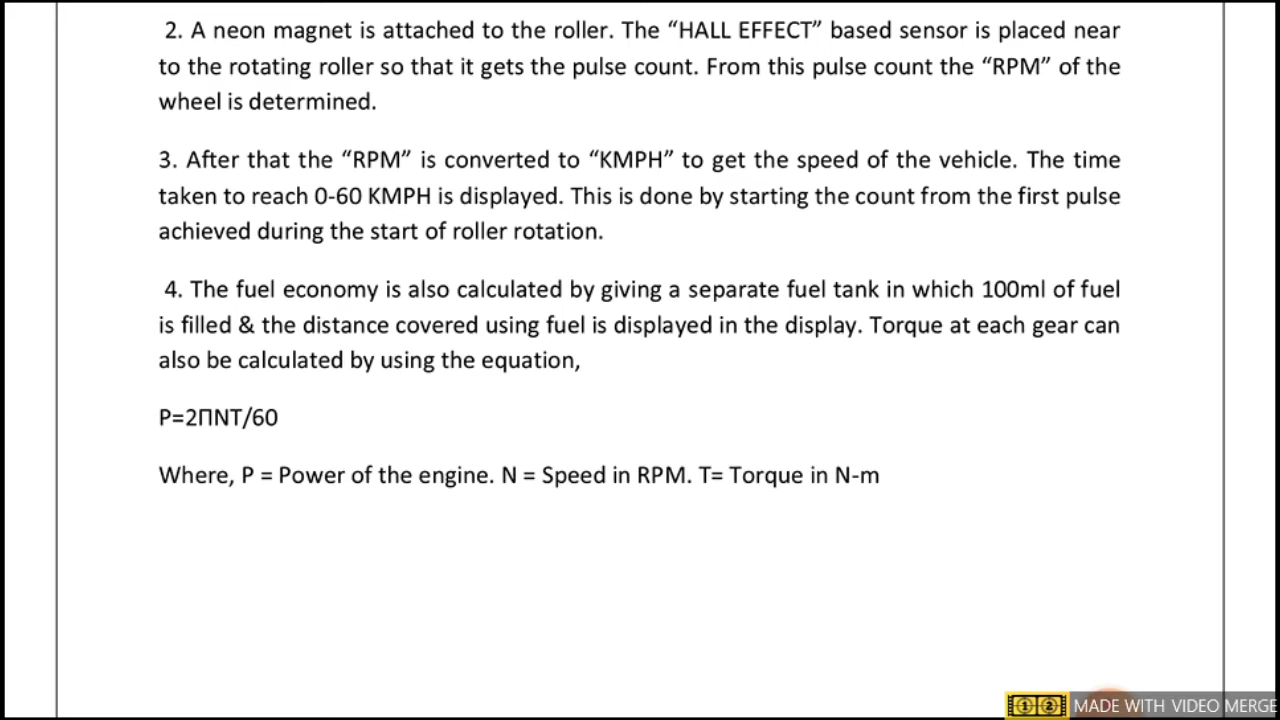 2. A neon magnet is attached to the roller. The “HALL EFFECT” based sensor is placed near
to the rotating roller so that it gets the pulse count. From this pulse count the “RPM” of the
wheel is determined.
3. After that the “RPM” is converted to “KMPH” to get the speed of the vehicle. The time
taken to reach 0-60 KMPH is displayed. This is done by starting the count from the first pulse
achieved during the start of roller rotation.
4. The fuel economy is also calculated by giving a separate fuel tank in which 100ml of fuel
is filled & the distance covered using fuel is displayed in the display. Torque at each gear can
also be calculated by using the equation,
P=2ΠNT/60
Where, P = Power of the engine. N = Speed in RPM. T= Torque in N-m
1 2 MADE WITH VIDEO MERGE